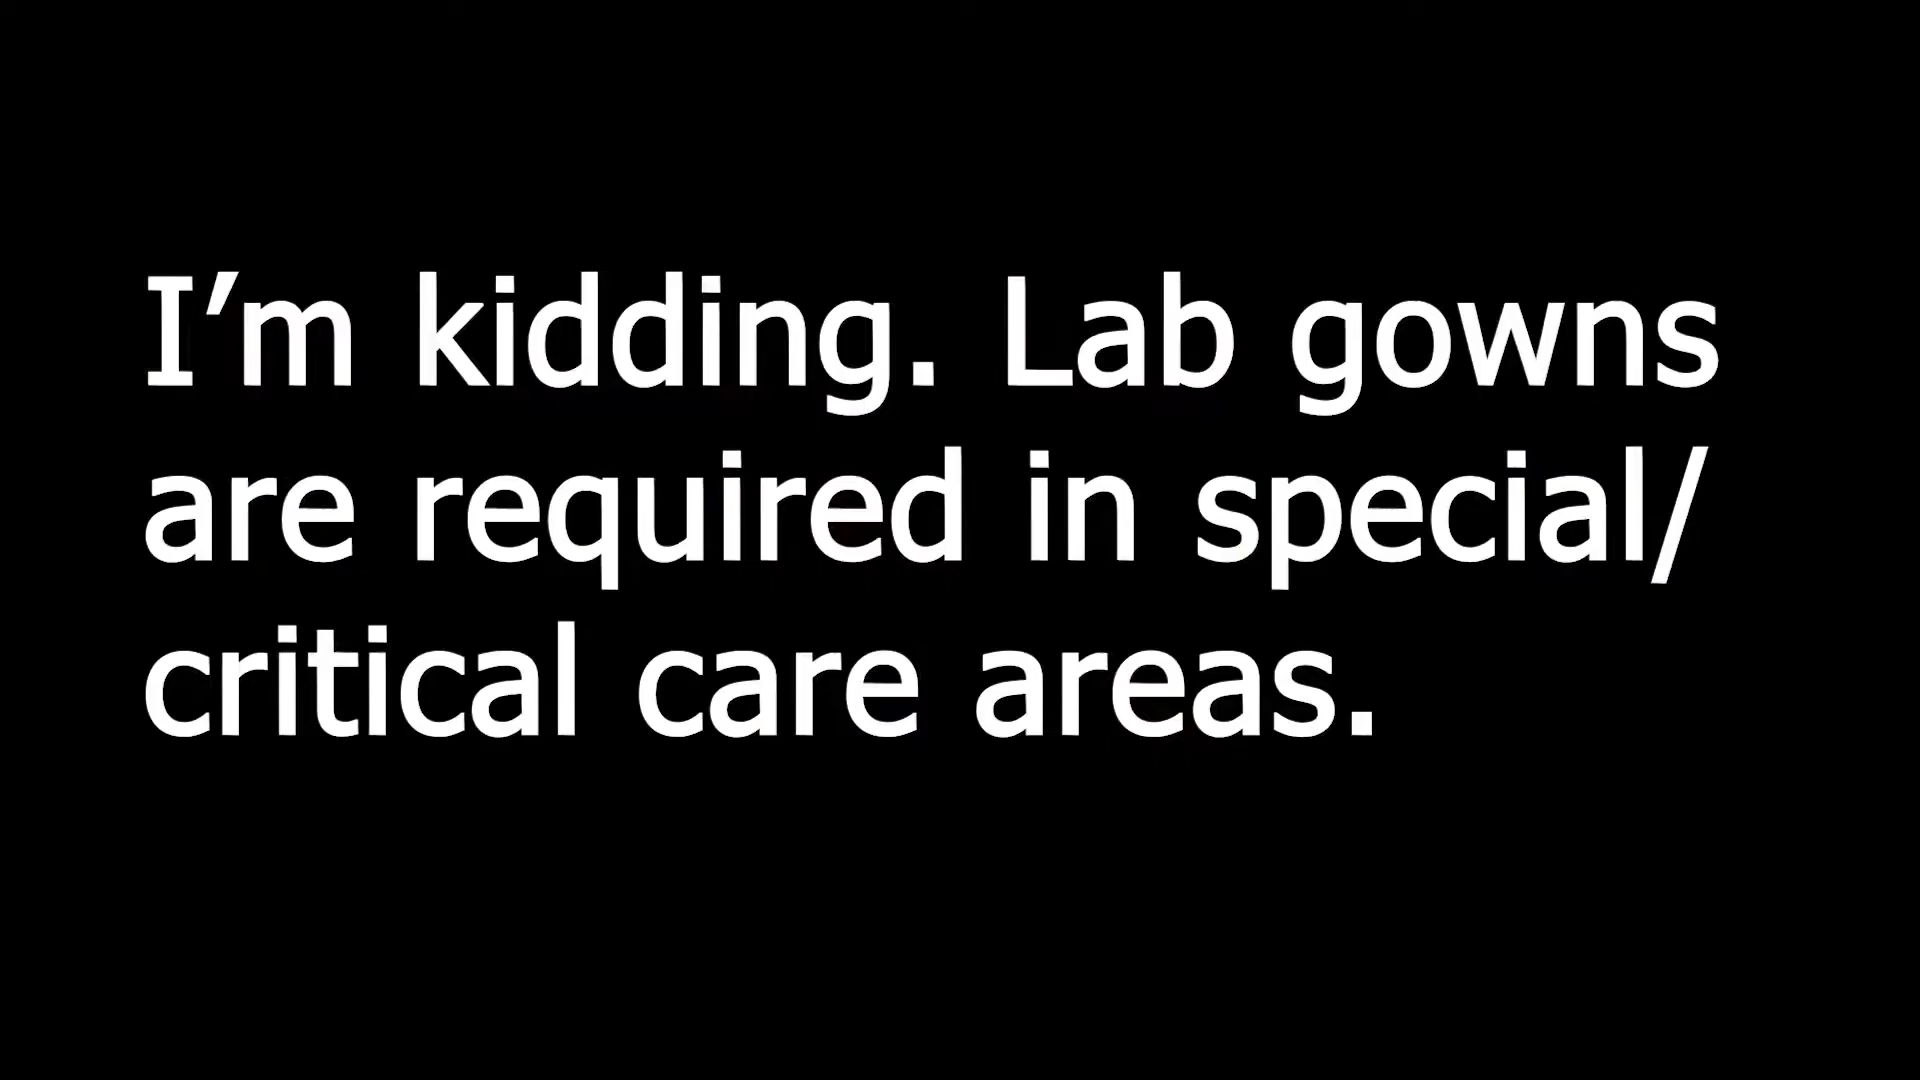 I’m kidding. Lab gowns
are required in special/
critical care areas.